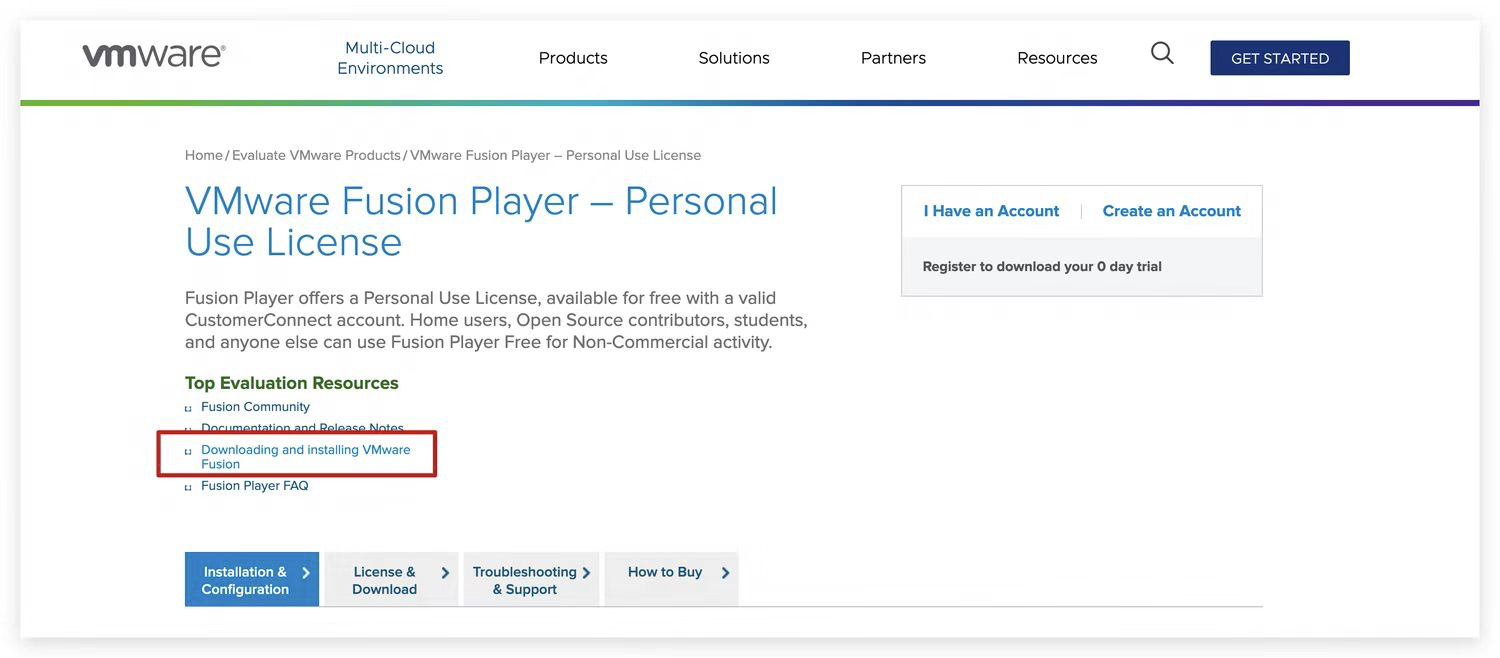 vmware®
Multi-Cloud
Environments
Products
Solutions
Partners
Resources
GET STARTED
Home / Evaluate VMware Products / VMware Fusion Player – Personal Use License
VMware Fusion Player – Personal
Use License
I Have an Account
Create an Account
Register to download your 0 day trial
Fusion Player offers a Personal Use License, available for free with a valid
CustomerConnect account. Home users, Open Source contributors, students,
and anyone else can use Fusion Player Free for Non-Commercial activity.
Top Evaluation Resources
Fusion Community
Documentation and Release Notes
Downloading and installing VMware
Fusion
Fusion Player FAQ
Installation &
Configuration
License &
Download
Troubleshooting
& Support
How to Buy